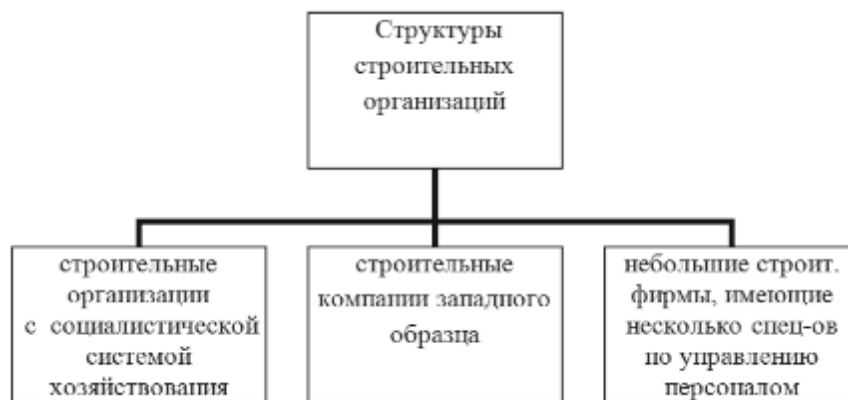 Структуры
строительных
организаций
строительные
организации
с социалистической
системой
хозяйствования
строительные
компании западного
образца
небольшие строит.
фирмы, имеющие
несколько спец-ов
по управлению
персоналом